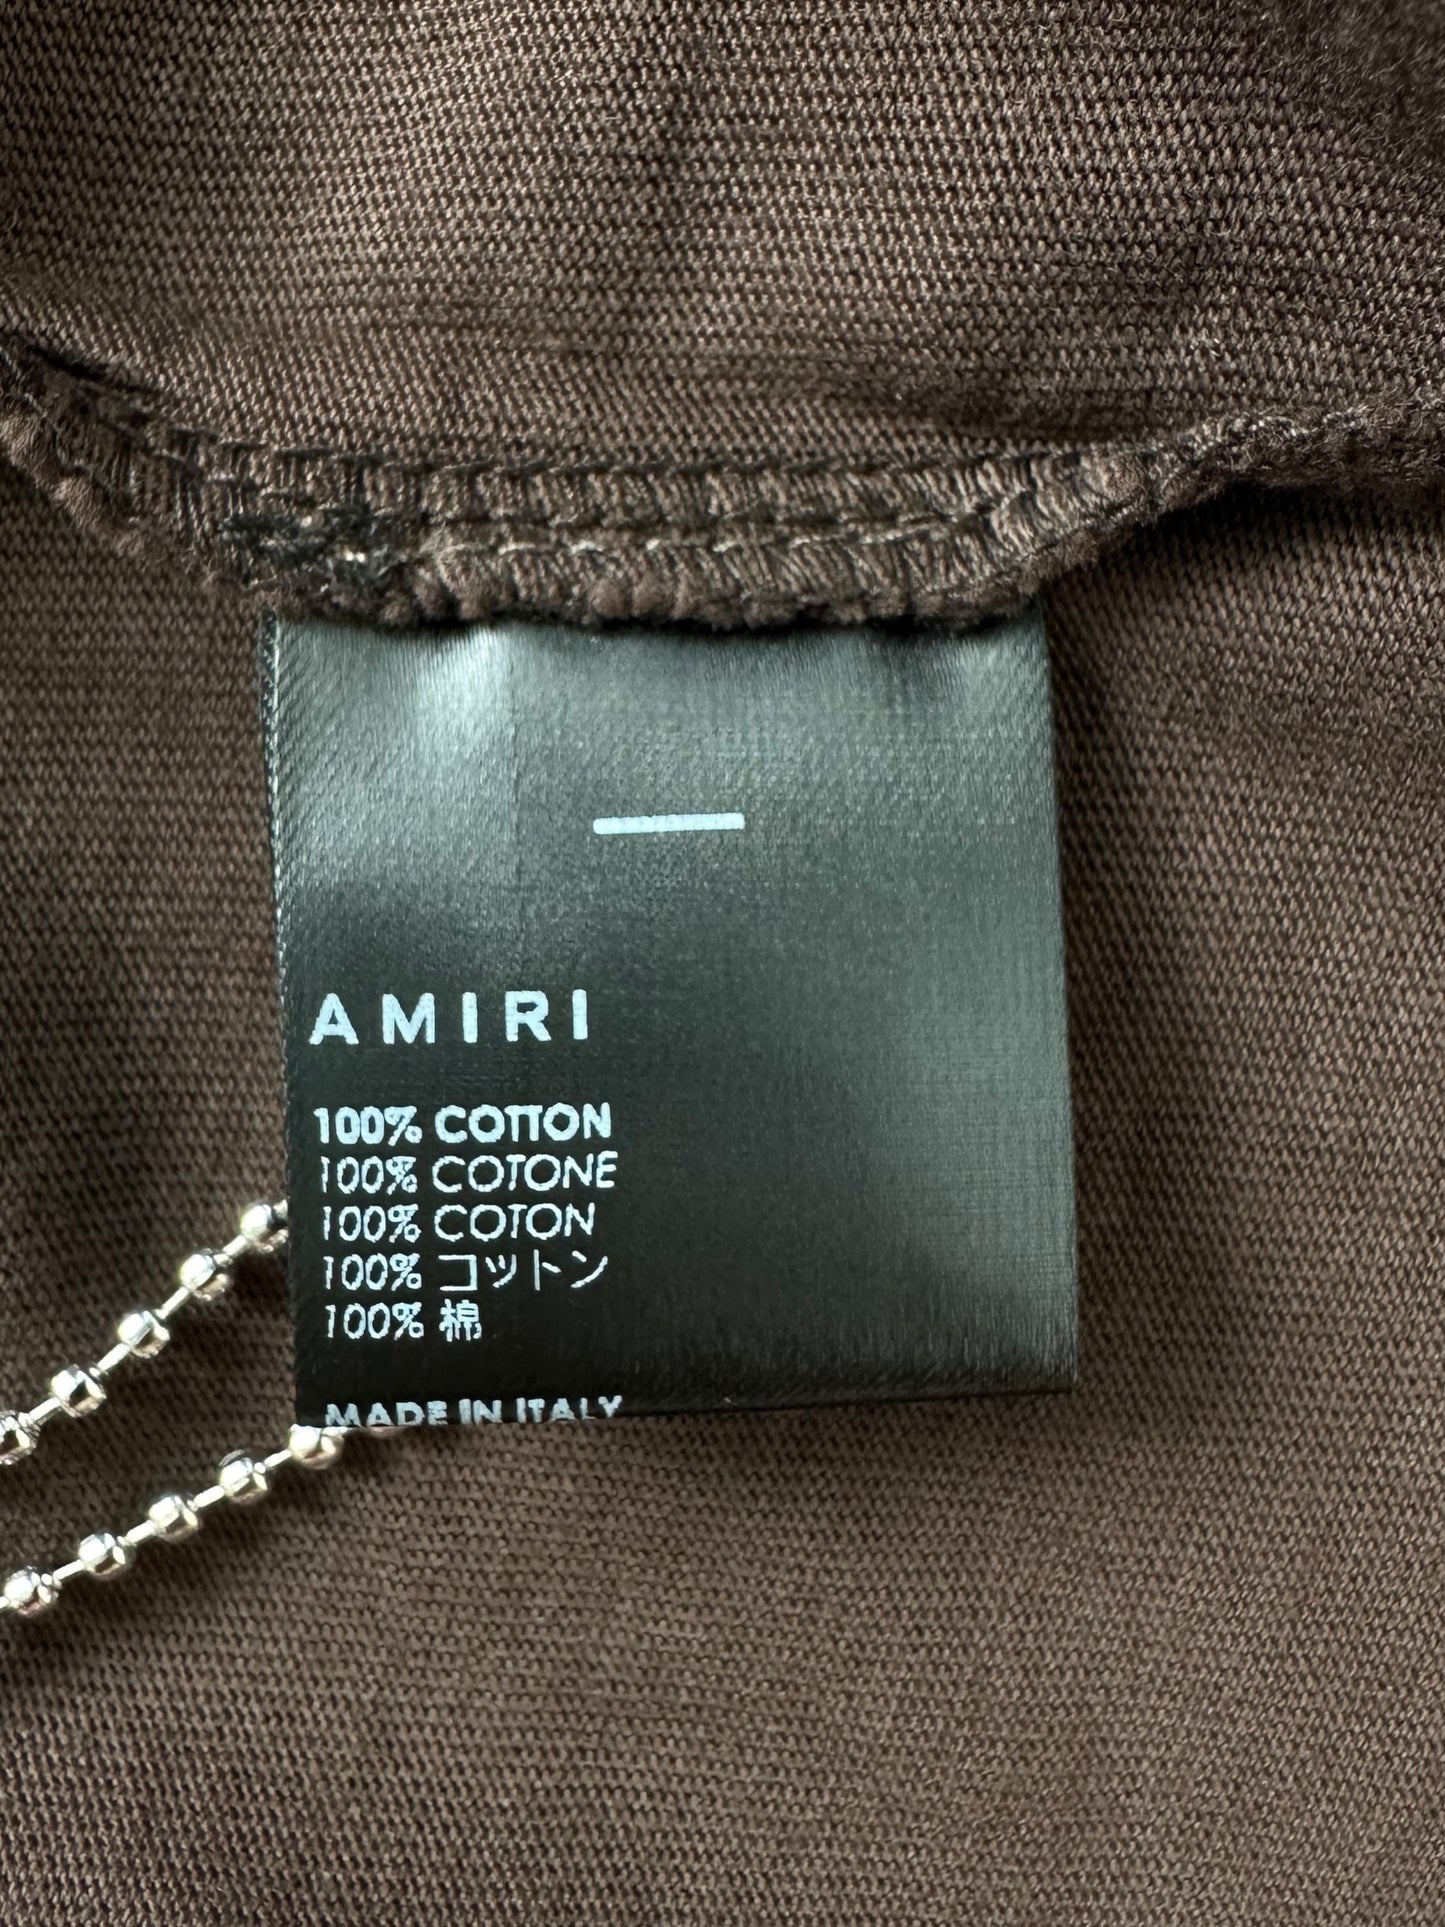 AMIRI
100% COTTON
100% COTONE
100% COTON
100% コットン
100% 棉
MADE IN ITALY